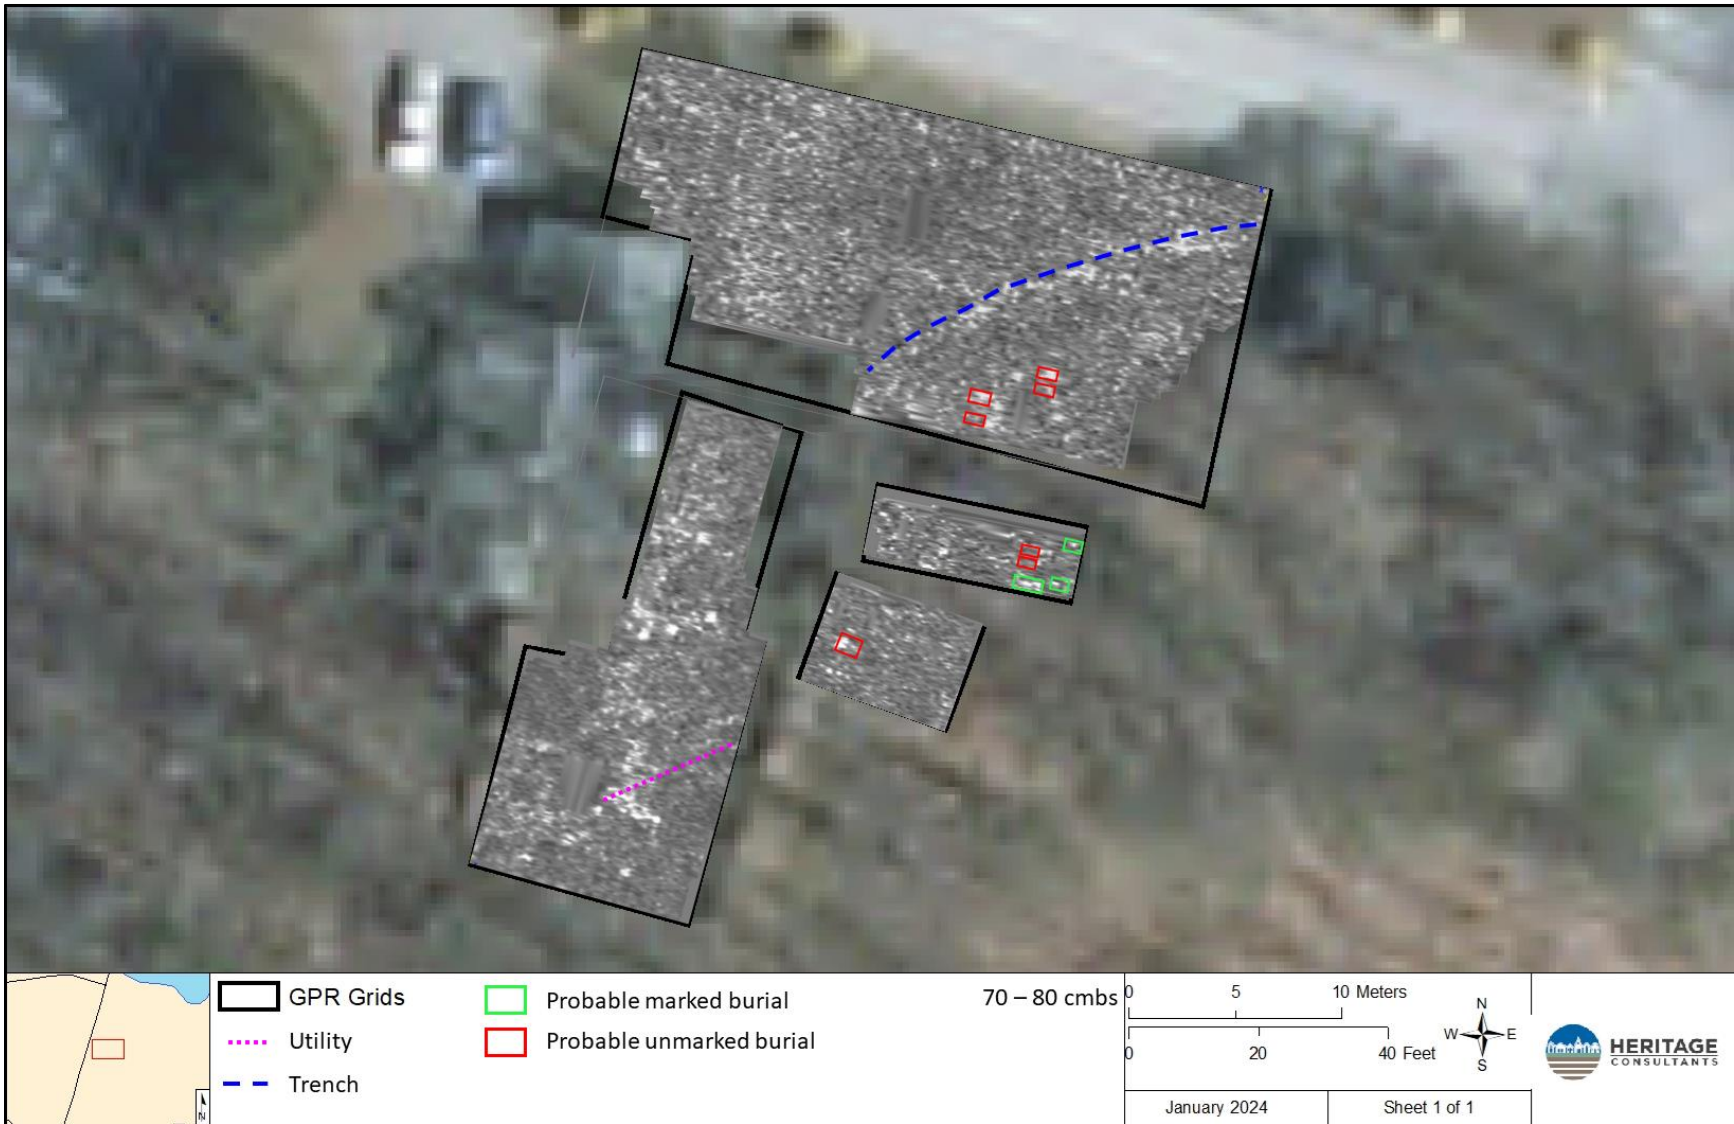 GPR Grids
Utility
Trench
Probable marked burial
Probable unmarked burial
70 – 80 cmbs
0 5 10 Meters
0 20 40 Feet
N
W E
S
January 2024
Sheet 1 of 1
HERITAGE
CONSULTANTS
N